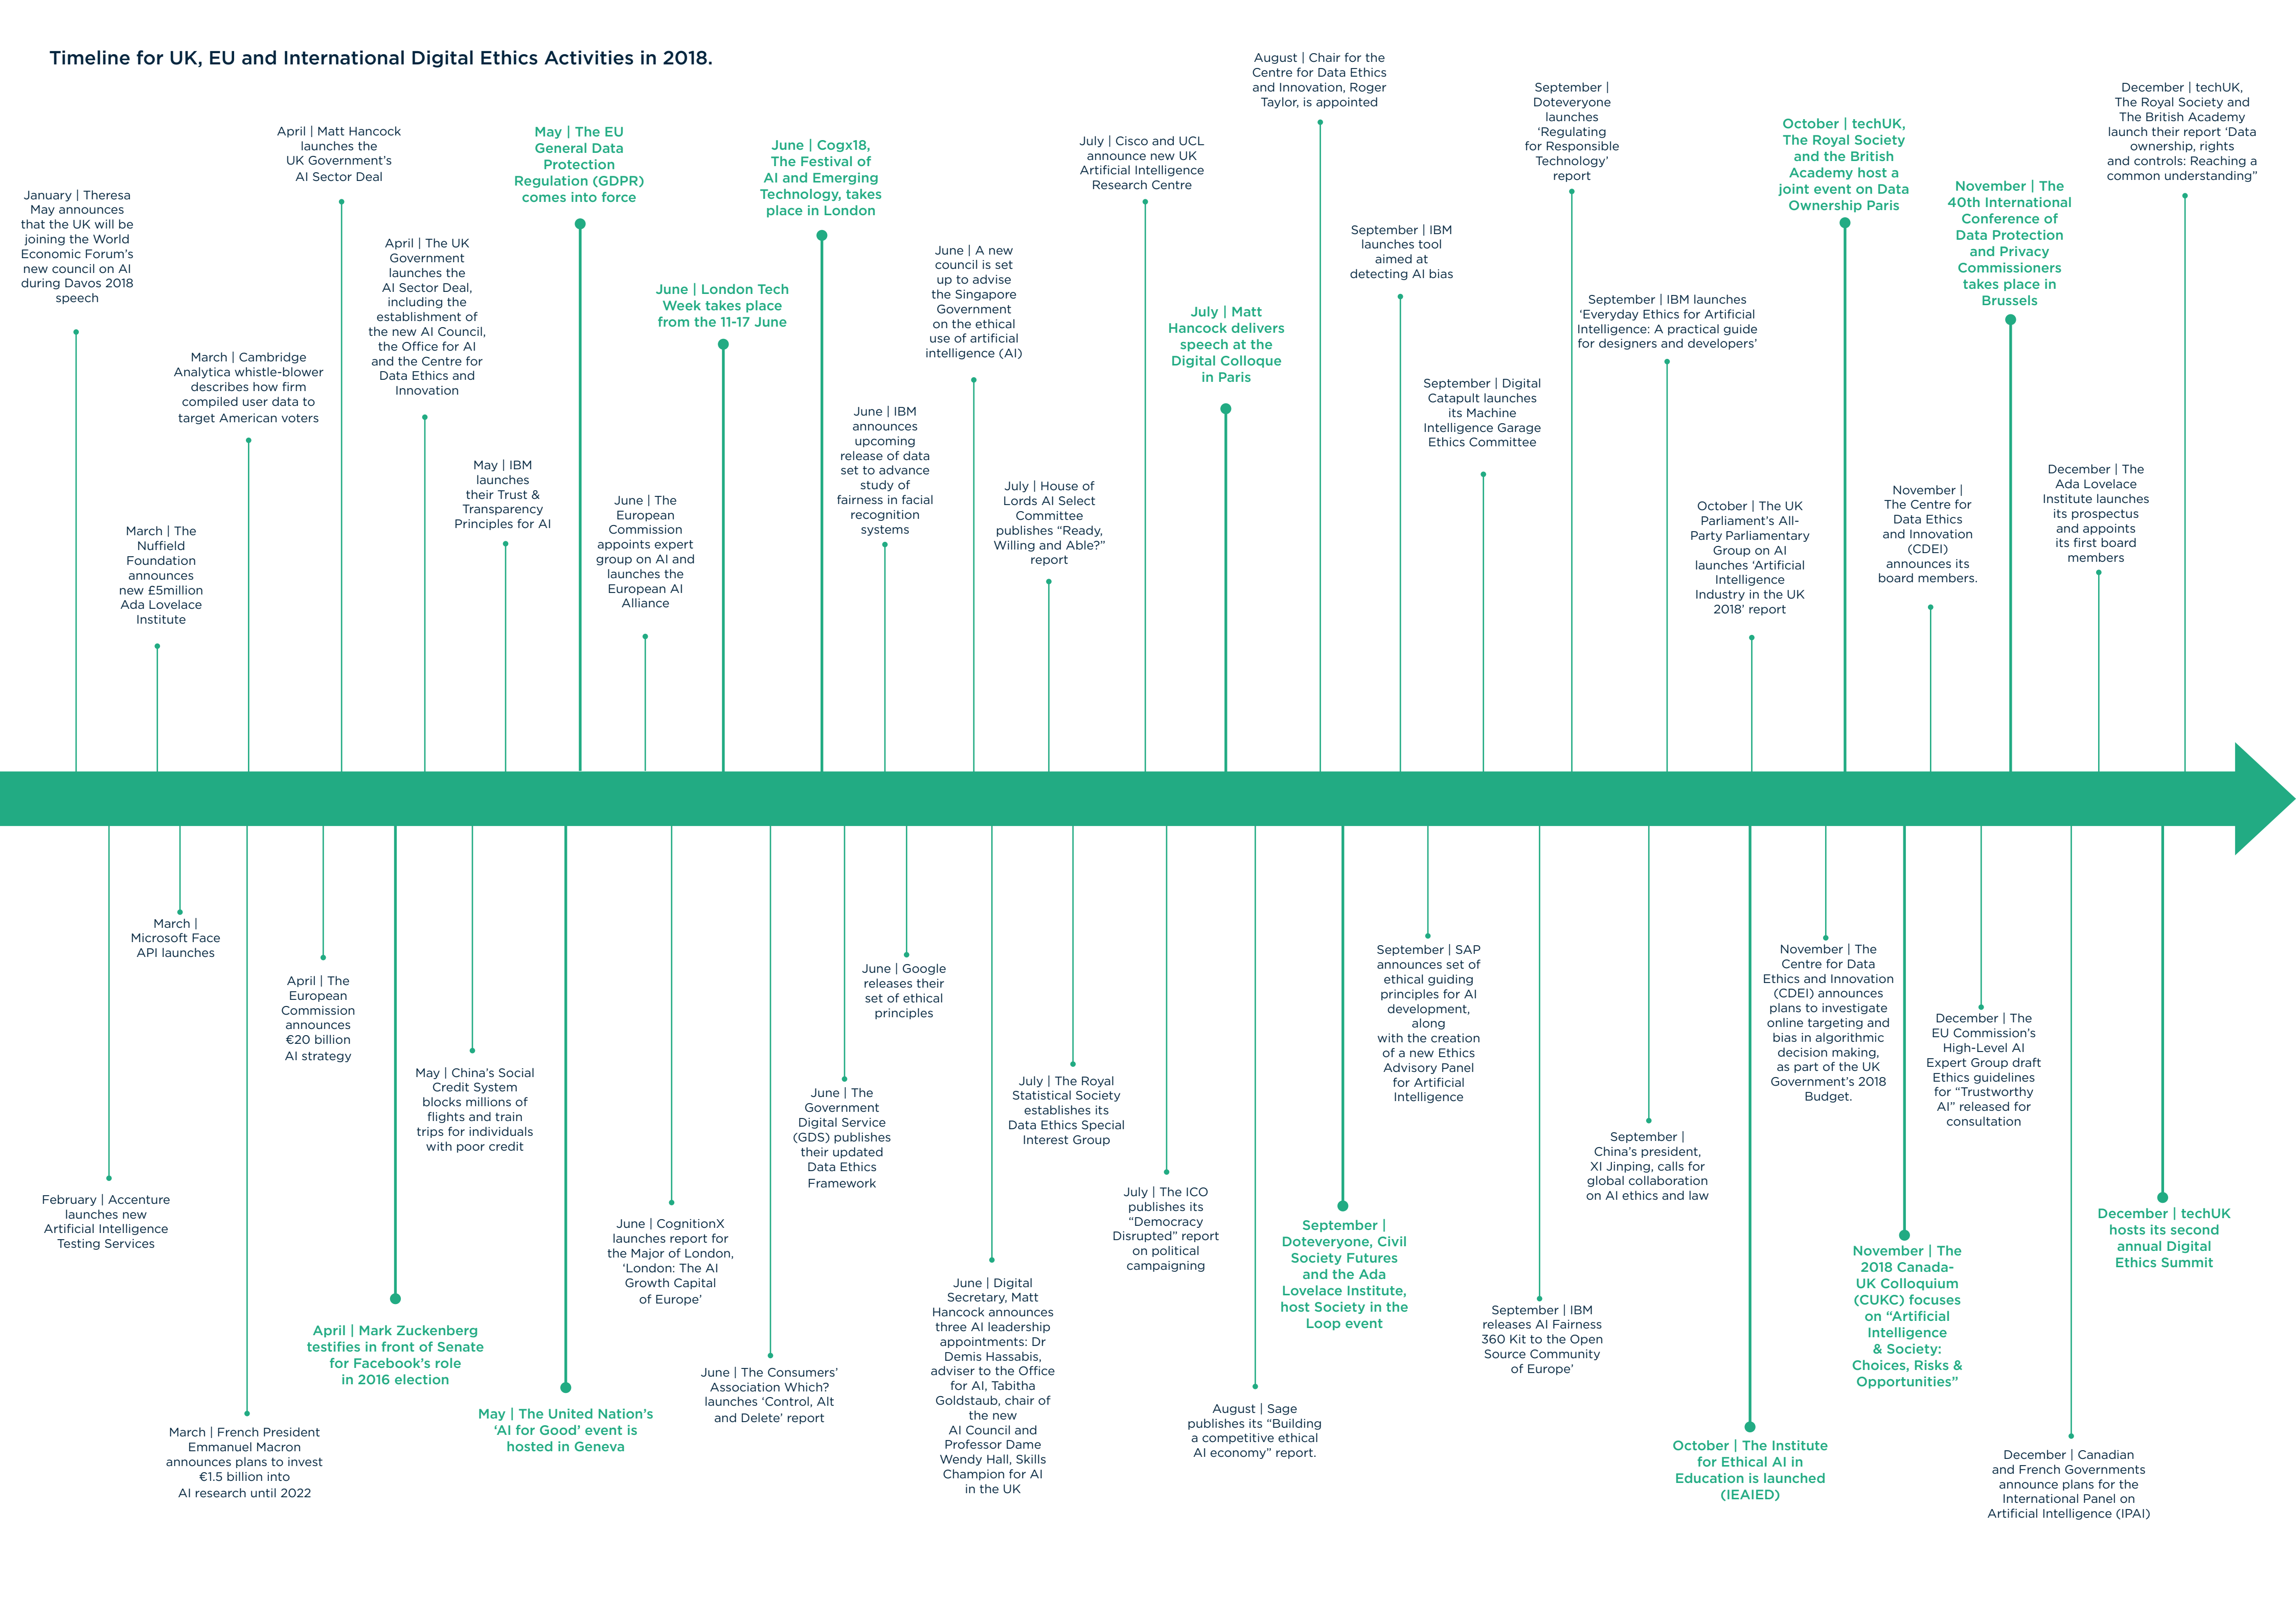 Timeline for UK, EU and International Digital Ethics Activities in 2018.
January | Theresa
May announces
that the UK will be
joining the World
Economic Forum's
new council on AI
during Davos 2018
speech
March | The
Nuffield
Foundation
announces
new £5million
Ada Lovelace
Institute
March | Cambridge
Analytica whistle-blower
describes how firm
compiled user data to
target American voters
April | Matt Hancock
launches the
UK Government's
AI Sector Deal
April | The UK
Government
launches the
AI Sector Deal,
including the
establishment of
the new AI Council,
the Office for AI
and the Centre for
Data Ethics and
Innovation
May | IBM
launches
their Trust &
Transparency
Principles for AI
May | The EU
General Data
Protection
Regulation (GDPR)
comes into force
June | The
European
Commission
appoints expert
group on AI and
launches the
European AI
Alliance
June | London Tech
Week takes place
from the 11-17 June
June | Cogx18,
The Festival of
AI and Emerging
Technology, takes
place in London
June | IBM
announces
upcoming
release of data
set to advance
study of
fairness in facial
recognition
systems
June | A new
council is set
up to advise
the Singapore
Government
on the ethical
use of artificial
intelligence (AI)
July | House of
Lords AI Select
Committee
publishes “Ready,
Willing and Able?”
report
July | Cisco and UCL
announce new UK
Artificial Intelligence
Research Centre
July | Matt
Hancock delivers
speech at the
Digital Colloque
in Paris
August | Chair for the
Centre for Data Ethics
and Innovation, Roger
Taylor, is appointed
September | IBM
launches tool
aimed at
detecting AI bias
September | Digital
Catapult launches
its Machine
Intelligence Garage
Ethics Committee
September |
Doteveryone
launches
‘Regulating
for Responsible
Technology’
report
September | IBM launches
‘Everyday Ethics for Artificial
Intelligence: A practical guide
for designers and developers’
October | The UK
Parliament’s All-
Party Parliamentary
Group on AI
launches ‘Artificial
Intelligence
Industry in the UK
2018’ report
October | techUK,
The Royal Society
and the British
Academy host a
joint event on Data
Ownership Paris
November |
The Centre for
Data Ethics
and Innovation
(CDEI)
announces its
board members.
November | The
40th International
Conference of
Data Protection
and Privacy
Commissioners
takes place in
Brussels
December | The
Ada Lovelace
Institute launches
its prospectus
and appoints
its first board
members
December | techUK,
The Royal Society and
The British Academy
launch their report ‘Data
ownership, rights
and controls: Reaching a
common understanding”
February | Accenture
launches new
Artificial Intelligence
Testing Services
March |
Microsoft Face
API launches
March | French President
Emmanuel Macron
announces plans to invest
€1.5 billion into
AI research until 2022
April | The
European
Commission
announces
€20 billion
AI strategy
April | Mark Zuckenberg
testifies in front of Senate
for Facebook’s role
in 2016 election
May | China’s Social
Credit System
blocks millions of
flights and train
trips for individuals
with poor credit
May | The United Nation’s
‘AI for Good’ event is
hosted in Geneva
June | CognitionX
launches report for
the Major of London,
‘London: The AI
Growth Capital
of Europe’
June | The Consumers’
Association Which?
launches ‘Control, Alt
and Delete’ report
June | The
Government
Digital Service
(GDS) publishes
their updated
Data Ethics
Framework
June | Google
releases their
set of ethical
principles
June | Digital
Secretary, Matt
Hancock announces
three AI leadership
appointments: Dr
Demis Hassabis,
adviser to the Office
for AI, Tabitha
Goldstaub, chair of
the new
AI Council and
Professor Dame
Wendy Hall, Skills
Champion for AI
in the UK
July | The Royal
Statistical Society
establishes its
Data Ethics Special
Interest Group
July | The ICO
publishes its
“Democracy
Disrupted” report
on political
campaigning
August | Sage
publishes its “Building
a competitive ethical
AI economy” report.
September |
Doteveryone, Civil
Society Futures
and the Ada
Lovelace Institute,
host Society in the
Loop event
September | SAP
announces set of
ethical guiding
principles for AI
development,
along
with the creation
of a new Ethics
Advisory Panel
for Artificial
Intelligence
September | IBM
releases AI Fairness
360 Kit to the Open
Source Community
of Europe’
September |
China’s president,
XI Jinping, calls for
global collaboration
on AI ethics and law
October | The Institute
for Ethical AI in
Education is launched
(IEAIED)
November | The
Centre for Data
Ethics and Innovation
(CDEI) announces
plans to investigate
online targeting and
bias in algorithmic
decision making,
as part of the UK
Government’s 2018
Budget.
November | The
2018 Canada-
UK Colloquium
(CUKC) focuses
on “Artificial
Intelligence
& Society:
Choices, Risks &
Opportunities”
December | The
EU Commission’s
High-Level AI
Expert Group draft
Ethics guidelines
for “Trustworthy
AI” released for
consultation
December | Canadian
and French Governments
announce plans for the
International Panel on
Artificial Intelligence (IPAI)
December | techUK
hosts its second
annual Digital
Ethics Summit